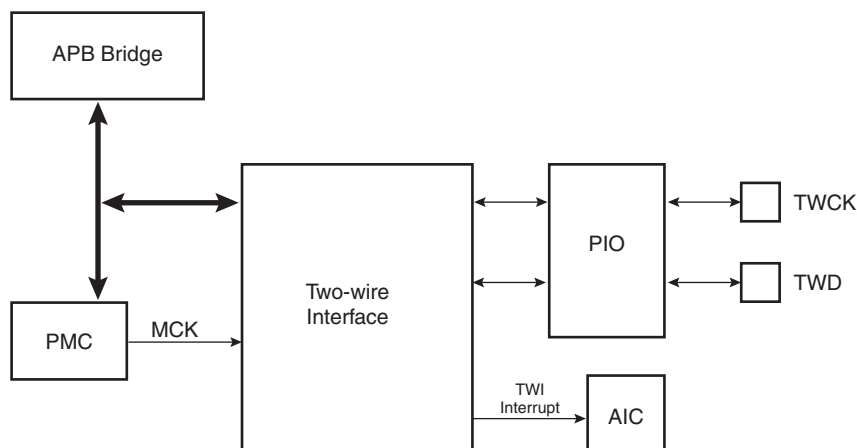 APB Bridge
TWCK
PIO
TWD
Two-wire
Interface
PMC
MCK
TWI
Interrupt
AIC